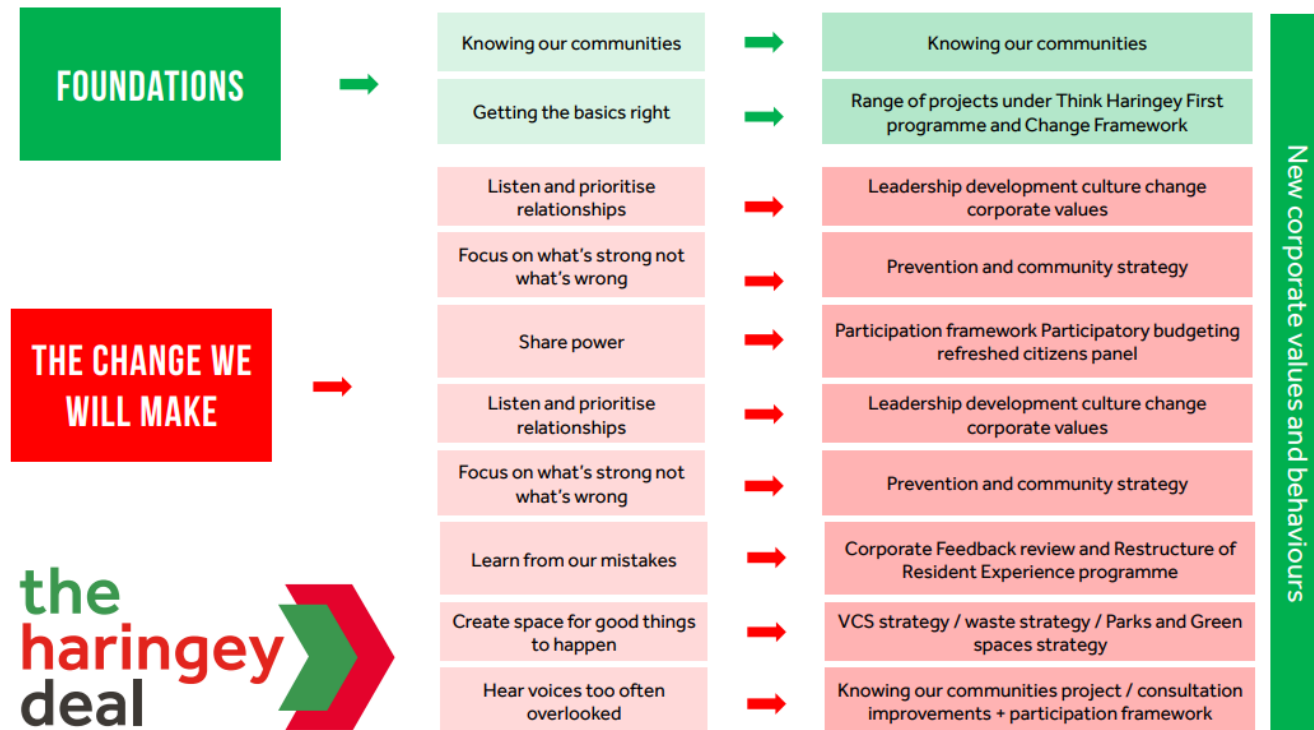 FOUNDATIONS
Knowing our communities
Knowing our communities
Getting the basics right
Range of projects under Think Haringey First
programme and Change Framework
THE CHANGE WE
WILL MAKE
Listen and prioritise
relationships
Leadership development culture change
corporate values
Focus on what's strong not
what's wrong
Prevention and community strategy
Share power
Participation framework Participatory budgeting
refreshed citizens panel
Listen and prioritise
relationships
Leadership development culture change
corporate values
Focus on what's strong not
what's wrong
Prevention and community strategy
Learn from our mistakes
Corporate Feedback review and Restructure of
Resident Experience programme
Create space for good things
to happen
VCS strategy / waste strategy / Parks and Green
spaces strategy
Hear voices too often
overlooked
Knowing our communities project / consultation
improvements + participation framework
New corporate values and behaviours
the
haringey
deal